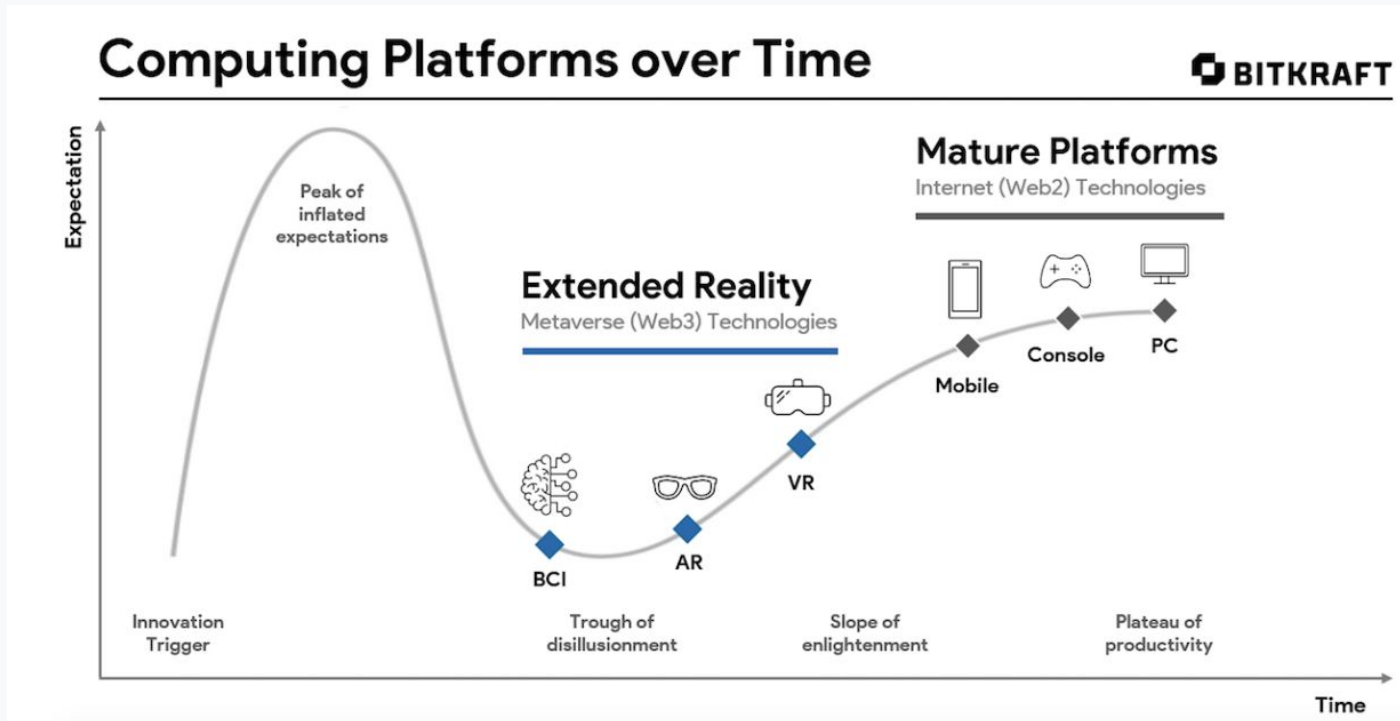 Computing Platforms over Time
BITKRAFT
Expectation
Peak of
inflated
expectations
Mature Platforms
Internet (Web2) Technologies
Extended Reality
Metaverse (Web3) Technologies
Mobile
Console
PC
VR
AR
BCI
Innovation
Trigger
Trough of
disillusionment
Slope of
enlightenment
Plateau of
productivity
Time